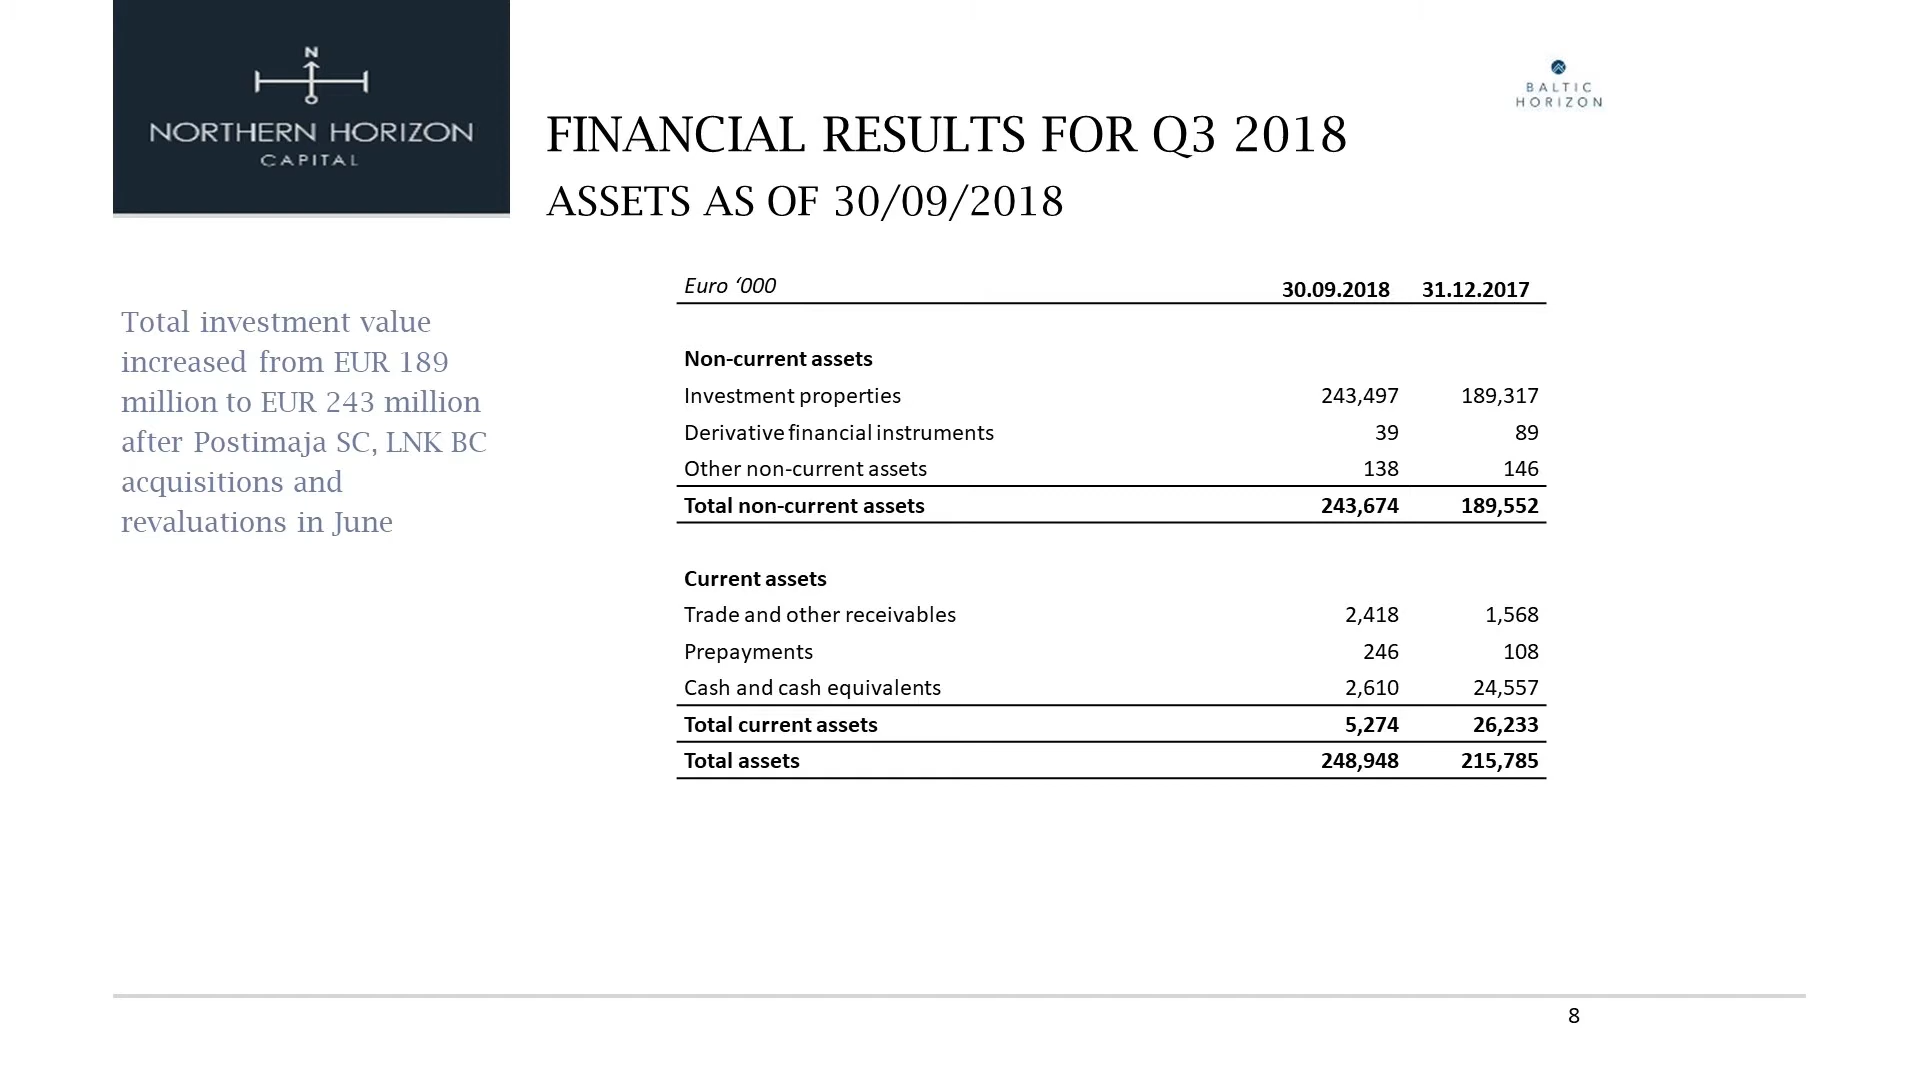 N
NORTHERN HORIZON
CAPITAL
BALTIC
HORIZON
FINANCIAL RESULTS FOR Q3 2018
ASSETS AS OF 30/09/2018
Total investment value
increased from EUR 189
million to EUR 243 million
after Postimaja SC, LNK BC
acquisitions and
revaluations in June
Euro ‘000 30.09.2018 31.12.2017
Non-current assets
Investment properties 243,497 189,317
Derivative financial instruments 39 89
Other non-current assets 138 146
Total non-current assets 243,674 189,552
Current assets
Trade and other receivables 2,418 1,568
Prepayments 246 108
Cash and cash equivalents 2,610 24,557
Total current assets 5,274 26,233
Total assets 248,948 215,785
8